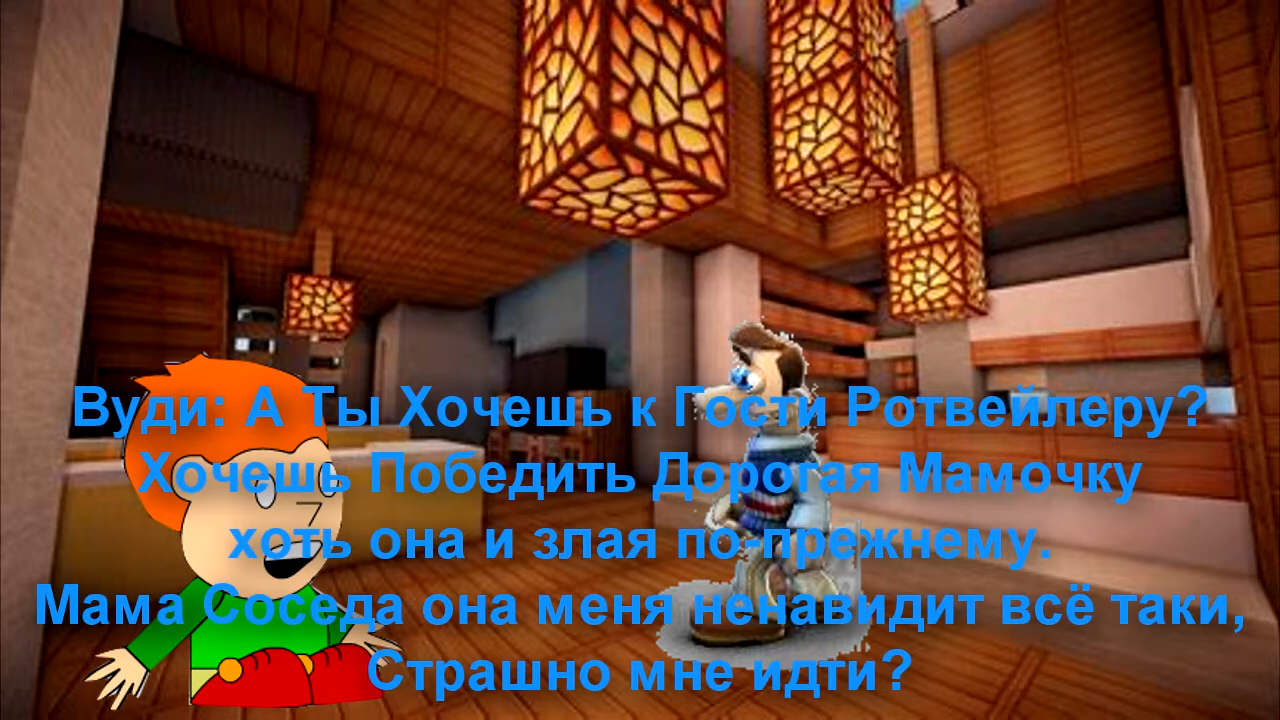 Вуди: А Ты Хочешь к Гости Ротвейлеру?
Хочешь Победить Дорогая Мамочку
хоть она и злая по-прежнему.
Мама Соседа она меня ненавидит всё таки,
Страшно мне идти?